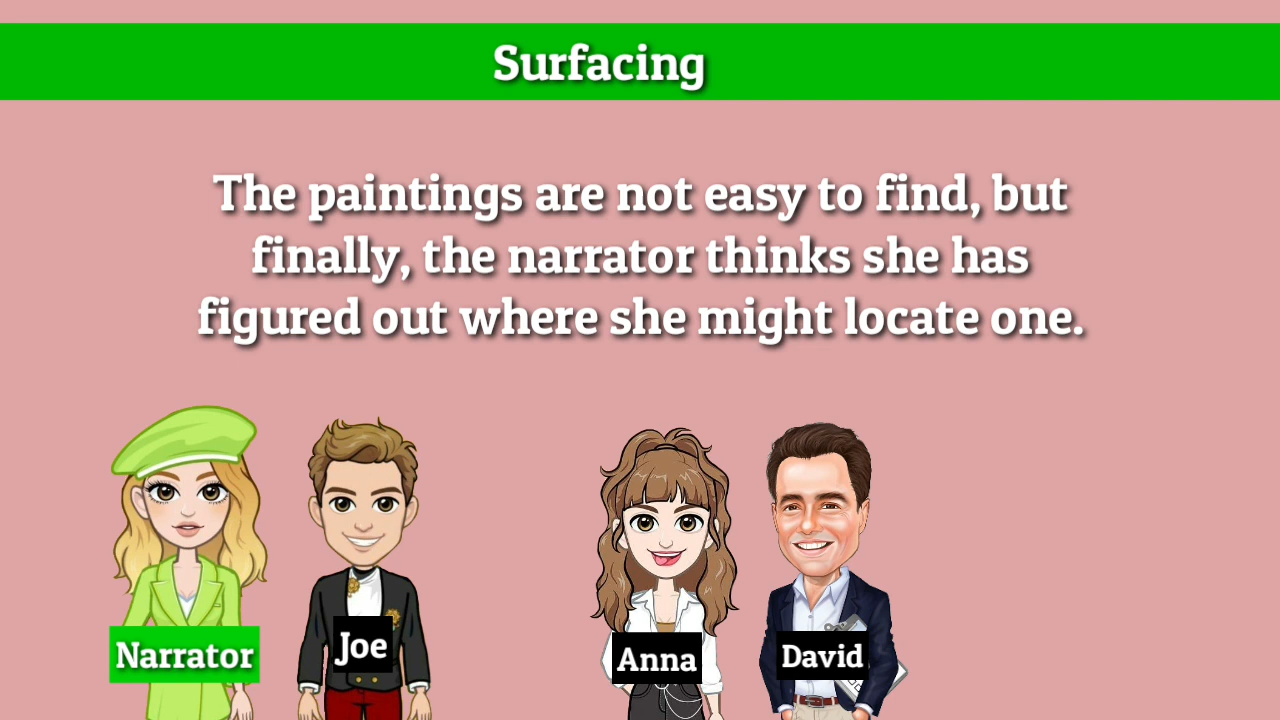 Surfacing
The paintings are not easy to find, but
finally, the narrator thinks she has
figured out where she might locate one.
Narrator
Joe
Anna
David